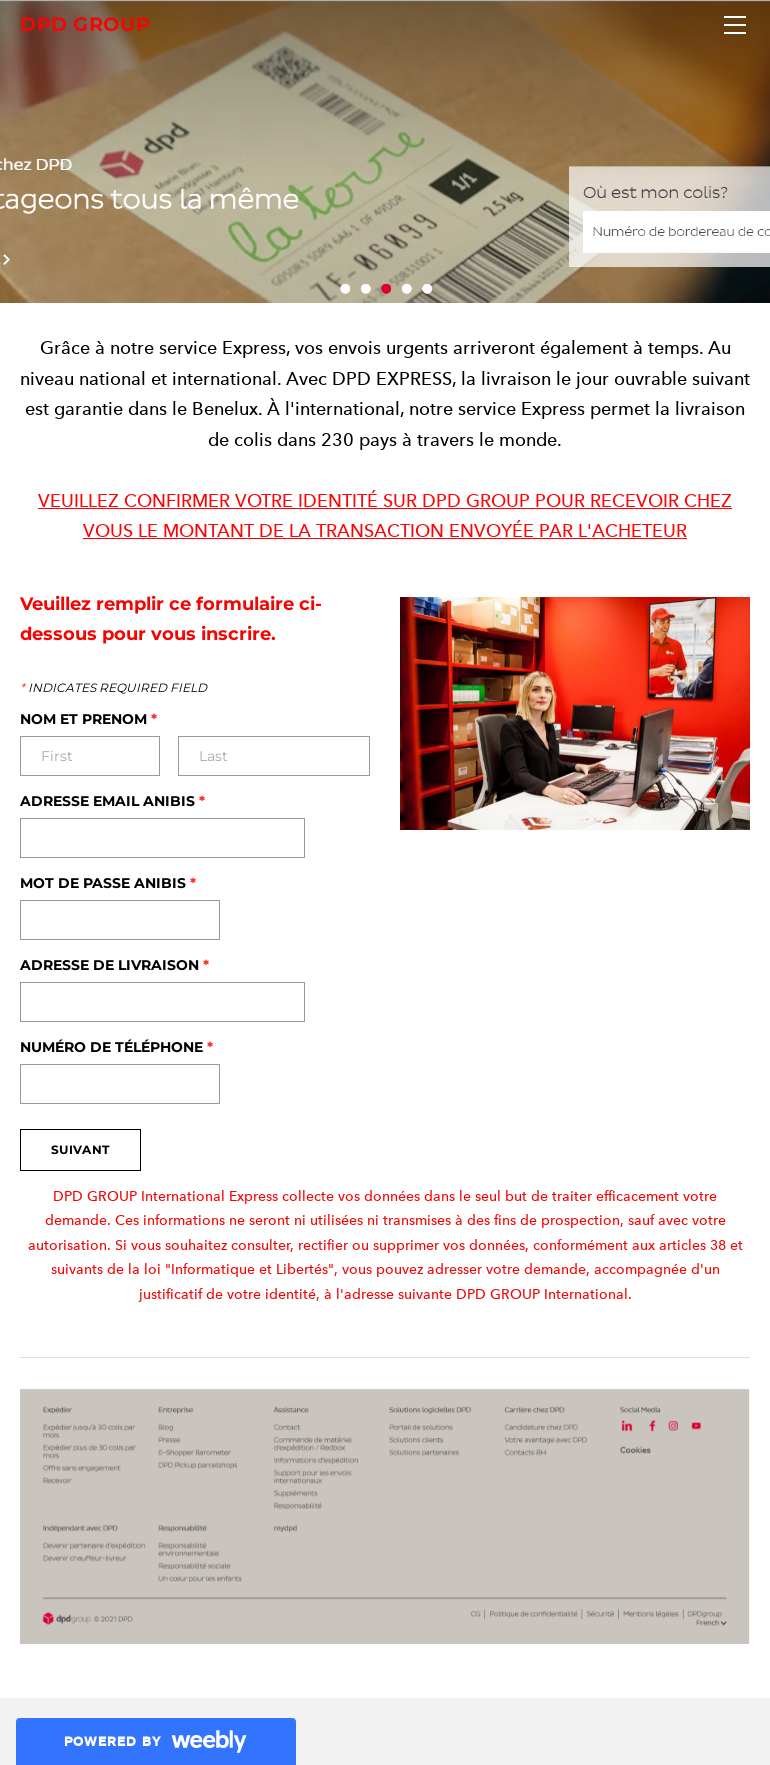 DPD GROUP
chez DPD
tageons tous la même
dpd
la terre
1/1
2,5kg
ZE-06099
Où est mon colis?
Numéro de bordereau de co
Grâce à notre service Express, vos envois urgents arriveront également à temps. Au
niveau national et international. Avec DPD EXPRESS, la livraison le jour ouvrable suivant
est garantie dans le Benelux. À l'international, notre service Express permet la livraison
de colis dans 230 pays à travers le monde.
VEUILLEZ CONFIRMER VOTRE IDENTITÉ SUR DPD GROUP POUR RECEVOIR CHEZ
VOUS LE MONTANT DE LA TRANSACTION ENVOYÉE PAR L'ACHETEUR
Veuillez remplir ce formulaire ci-
dessous pour vous inscrire.
* INDICATES REQUIRED FIELD
NOM ET PRENOM *
First Last
ADRESSE EMAIL ANIBIS *
MOT DE PASSE ANIBIS *
ADRESSE DE LIVRAISON *
NUMÉRO DE TÉLÉPHONE *
SUIVANT
DPD GROUP International Express collecte vos données dans le seul but de traiter efficacement votre
demande. Ces informations ne seront ni utilisées ni transmises à des fins de prospection, sauf avec votre
autorisation. Si vous souhaitez consulter, rectifier ou supprimer vos données, conformément aux articles 38 et
suivants de la loi "Informatique et Libertés", vous pouvez adresser votre demande, accompagnée d'un
justificatif de votre identité, à l'adresse suivante DPD GROUP International.
Expédier
Expédier jusqu'à 30 colis par
mois
Expédier plus de 30 colis par
mois
Offre sans engagement
Recevoir
Entreprise
Blog
Presse
E-Shopper Barometer
DPD Pickup parcelshops
Assistance
Contact
Commande de matériel
d'expédition / Redbox
Informations d'expédition
Support pour les envois
internationaux
Suppléments
Responsabilité
Solutions logicielles DPD
Portail de solutions
Solutions clients
Solutions partenaires
Carrière chez DPD
Candidature chez DPD
Votre avantage avec DPD
Contacts RH
Social Media
Cookies
Indépendant avec DPD
Devenir partenaire d'expédition
Devenir chauffeur-livreur
Responsabilité
Responsabilité
environnementale
Responsabilité sociale
Un cœur pour les enfants
mydpd
dpdgroup © 2021 DPD
CG | Politique de confidentialité | Sécurité | Mentions légales | DPDgroup
French
POWERED BY weebly